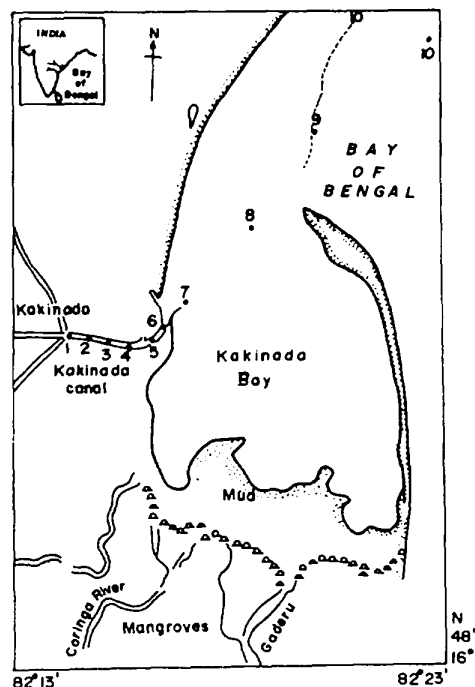 INDIA
Bay
of
Bengal
N
10
10
9
BAY
OF
BENGAL
8
7
Kakinada
6
1 2 3 4 5
Kakinada
canal
Kakinada
Bay
Mud
Coringa River
Mangroves
Gaderu
N
48'
16°
82°13'
82°23'